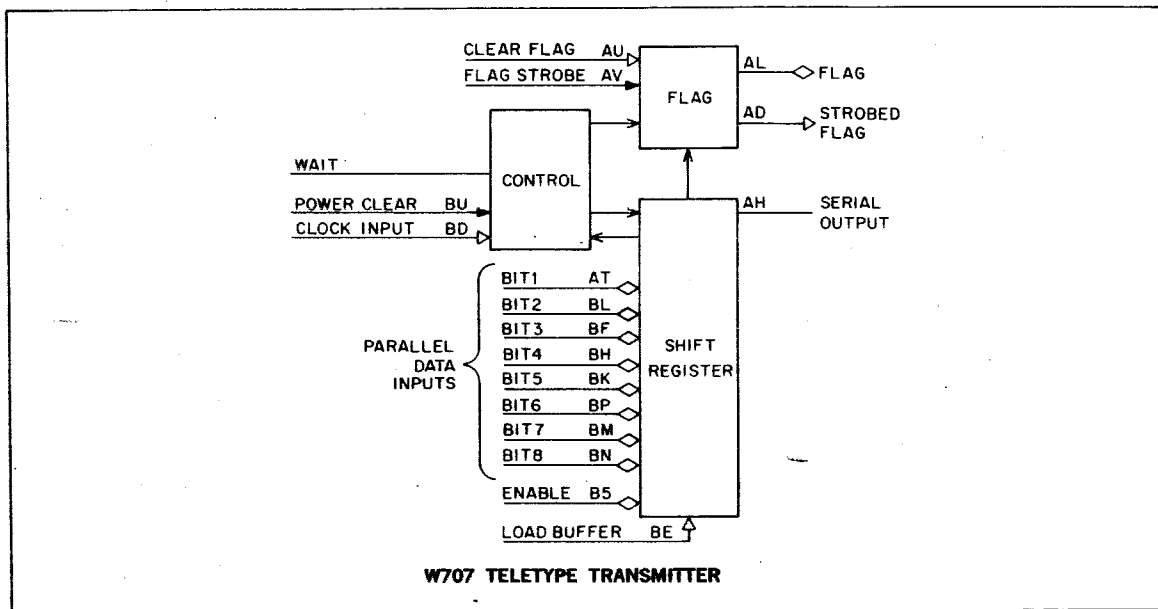 CLEAR FLAG AU
FLAG STROBE AV
FLAG
AL
FLAG
AD
STROBED
FLAG
WAIT
POWER CLEAR BU
CLOCK INPUT BD
CONTROL
AH
SERIAL
OUTPUT
PARALLEL
DATA
INPUTS
BIT1 AT
BIT2 BL
BIT3 BF
BIT4 BH
BIT5 BK
BIT6 BP
BIT7 BM
BIT8 BN
ENABLE B5
LOAD BUFFER BE
SHIFT
REGISTER
W707 TELETYPE TRANSMITTER